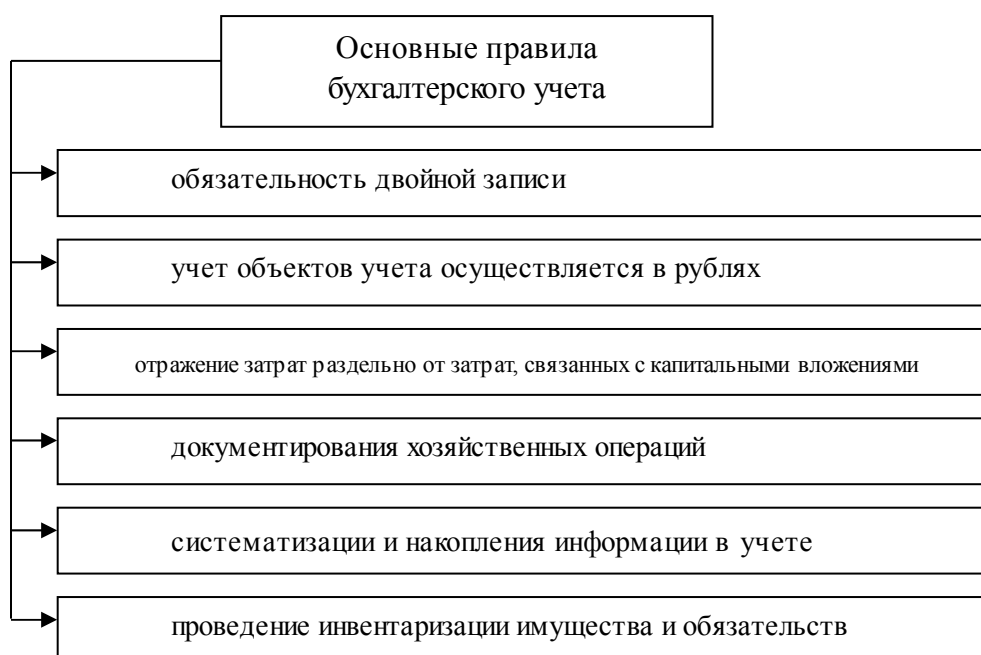 Основные правила
бухгалтерского учета
обязательность двойной записи
учет объектов учета осуществляется в рублях
отражение затрат раздельно от затрат, связанных с капитальными вложениями
документирования хозяйственных операций
систематизации и накопления информации в учете
проведение инвентаризации имущества и обязательств